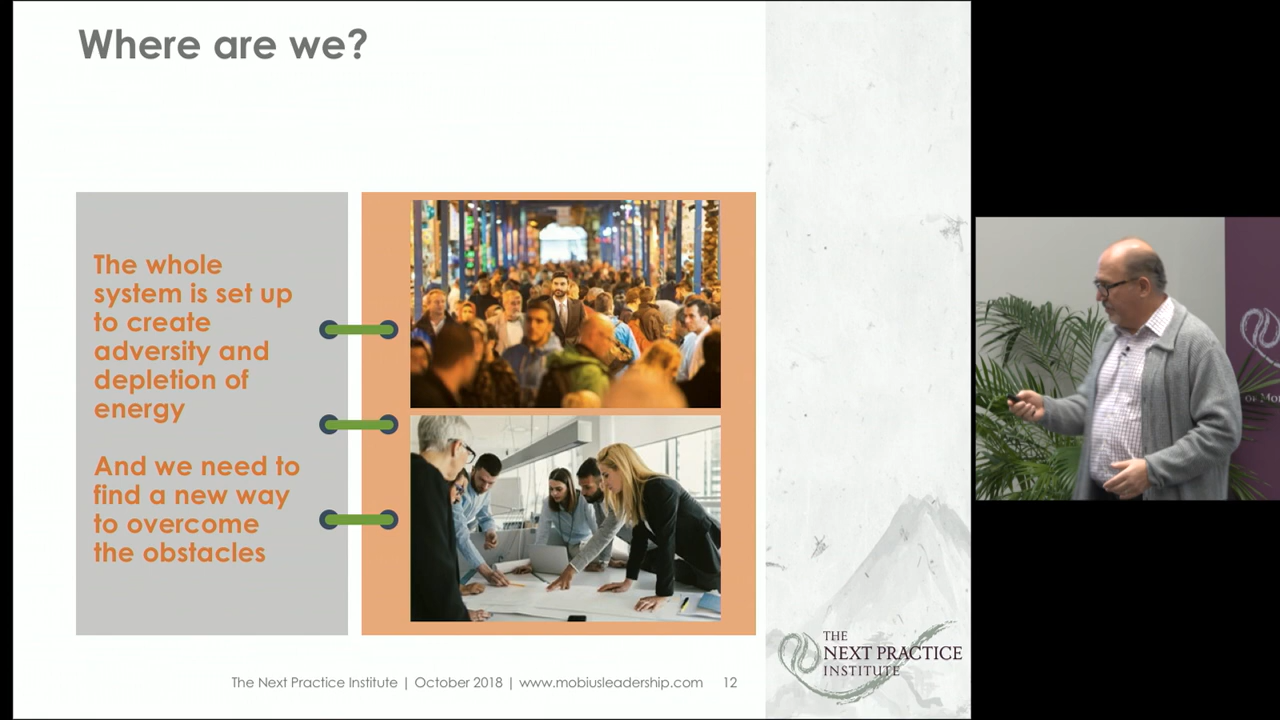 Where are we?
The whole
system is set up
to create
adversity and
depletion of
energy
And we need to
find a new way
to overcome
the obstacles
THE
NEXT PRACTICE
INSTITUTE
The Next Practice Institute | October 2018 | www.mobiusleadership.com 12